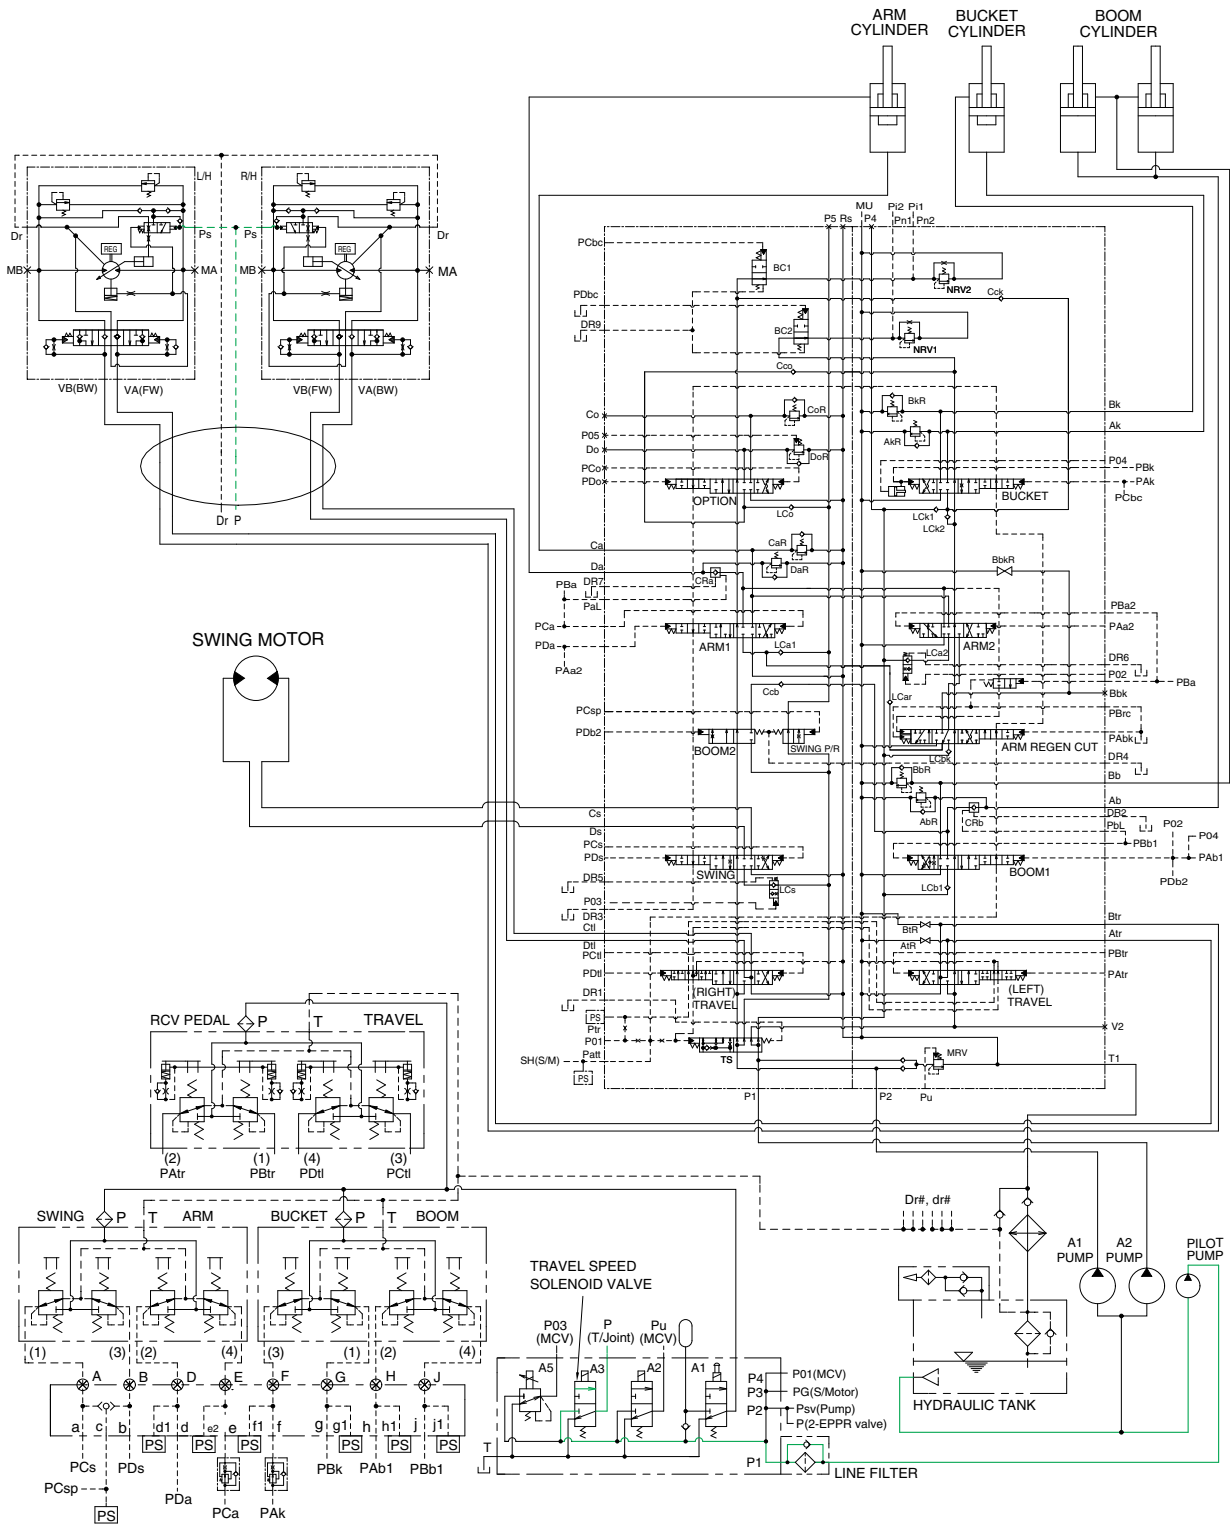 ARM
CYLINDER
BUCKET
CYLINDER
BOOM
CYLINDER
L/H
R/H
Dr
Ps
Ps
Dr
REG
REG
MB
MA
MB
MA
VB(BW)
VA(FW)
VB(FW)
VA(BW)
Dr P
MU
P5 Rs
P4
Pi2
Pi1
Pn1
Pn2
PCbc
BC1
NRV2
Cck
PDbc
DR9
BC2
NRV1
Cco
Co
CoR
BkR
Bk
Ak
AkR
P05
Do
DoR
P04
PCo
PBk
PDo
PAk
PCbc
OPTION
BUCKET
LCo
LCk1
LCk2
Ca
CaR
Da
DaR
BbkR
DR7
CRa
PBa
PaL
PBa2
PCa
PAa2
PDa
ARM1
ARM2
PAa2
LCa1
LCa2
DR6
P02
PBa
Ccb
LCar
Bbk
PCsp
PBrc
PDb2
PAbk
BOOM2
SWING P/R
ARM REGEN CUT
LCbk
DR4
BbR
Bb
SWING MOTOR
Cs
AbR
CRb
Ab
DR2
Ds
PbL
P02
P04
PCs
PBb1
PDs
PAb1
SWING
BOOM1
PDb2
DR5
LCs
LCb1
P03
DR3
Ctl
BtR
Btr
Atr
AtR
Dtl
PCtl
PBtr
PDtl
PAtr
(RIGHT)
TRAVEL
(LEFT)
TRAVEL
DR1
PS
Ptr
V2
P01
Patt
TS
MRV
SH(S/M)
T1
PS
P1
P2
Pu
RCV PEDAL
P
T
TRAVEL
(2)
PAtr
(1)
PBtr
(4)
PDtl
(3)
PCtl
SWING
P
T
ARM
BUCKET
P
T
BOOM
(1)
(3)
(2)
(4)
(3)
(1)
(2)
(4)
A
B
D
E
F
G
H
J
a
c
b
d1
d
e2
e
f1
f
g
g1
h
h1
j
j1
PS
PS
PS
PS
PS
PS
PCs
PDs
PBk
PAb1
PBb1
PCsp
PS
PDa
PCa
PAk
TRAVEL SPEED
SOLENOID VALVE
P03
(MCV)
P
(T/Joint)
Pu
(MCV)
A5
A3
A2
A1
P4
P01(MCV)
P3
PG(S/Motor)
P2
Psv(Pump)
P(2-EPPR valve)
T
P1
LINE FILTER
Dr#, dr#
A1
PUMP
A2
PUMP
PILOT
PUMP
HYDRAULIC TANK